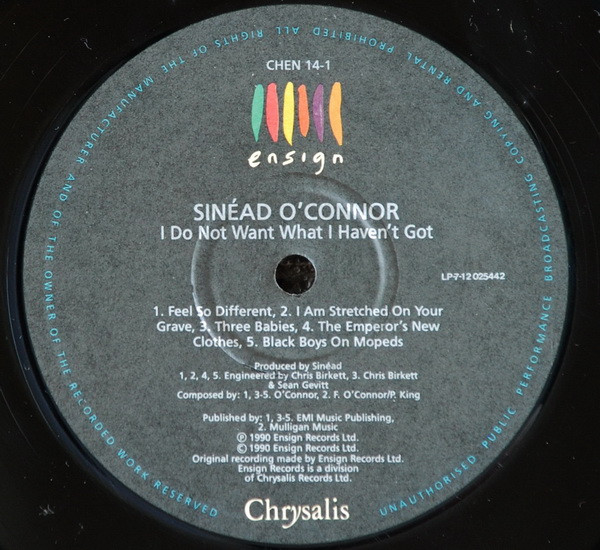 CHEN 14-1
ensign
SINÉAD O'CONNOR
I Do Not Want What I Haven't Got
LP-7-12 025442
1. Feel So Different, 2. I Am Stretched On Your
Grave, 3. Three Babies, 4. The Emperor's New
Clothes, 5. Black Boys On Mopeds
Produced by Sinéad
1, 2, 4, 5. Engineered by Chris Birkett, 3. Chris Birkett
& Sean Gevitt
Composed by: 1, 3-5. O'Connor, 2. F. O'Connor/P. King
Published by: 1, 3-5. EMI Music Publishing,
2. Mulligan Music
℗ 1990 Ensign Records Ltd.
© 1990 Ensign Records Ltd.
Original recording made by Ensign Records Ltd.
Ensign Records is a division
of Chrysalis Records Ltd.
Chrysalis
ALL RIGHTS OF THE MANUFACTURER AND OF THE OWNER OF THE RECORDED WORK RESERVED
UNAUTHORISED PUBLIC PERFORMANCE BROADCASTING COPYING AND RENTAL PROHIBITED